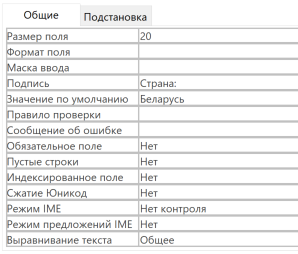 Общие Подстановка
Размер поля 20
Формат поля
Маска ввода
Подпись Страна:
Значение по умолчанию Беларусь
Правило проверки
Сообщение об ошибке
Обязательное поле Нет
Пустые строки Нет
Индексированное поле Нет
Сжатие Юникод Нет
Режим IME Нет контроля
Режим предложений IME Нет
Выравнивание текста Общее